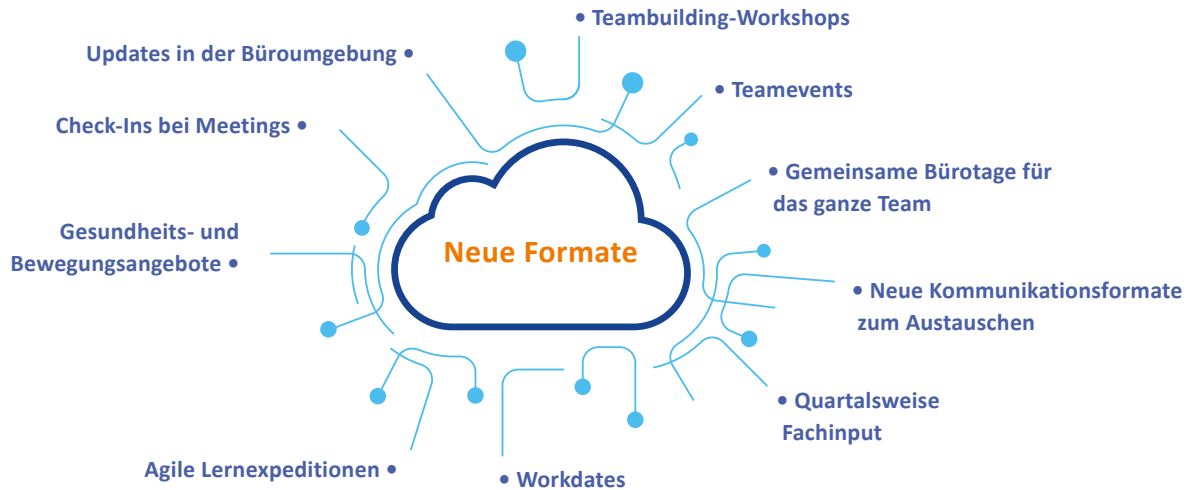 • Teambuilding-Workshops
Updates in der Büroumgebung •
• Teamevents
Check-Ins bei Meetings •
• Gemeinsame Bürotage für
das ganze Team
Gesundheits- und
Bewegungsangebote •
Neue Formate
• Neue Kommunikationsformate
zum Austauschen
• Quartalsweise
Fachinput
Agile Lernexpeditionen •
• Workdates